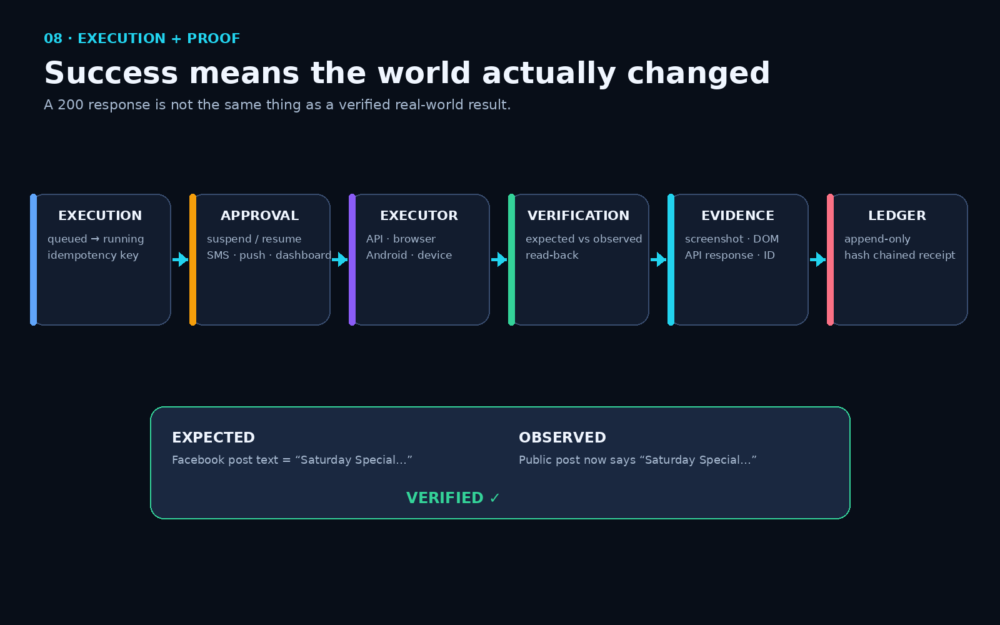 08 · EXECUTION + PROOF
Success means the world actually changed
A 200 response is not the same thing as a verified real-world result.
EXECUTION
queued → running
idempotency key
APPROVAL
suspend / resume
SMS · push · dashboard
EXECUTOR
API · browser
Android · device
VERIFICATION
expected vs observed
read-back
EVIDENCE
screenshot · DOM
API response · ID
LEDGER
append-only
hash chained receipt
EXPECTED
Facebook post text = “Saturday Special…”
OBSERVED
Public post now says “Saturday Special…”
VERIFIED ✓